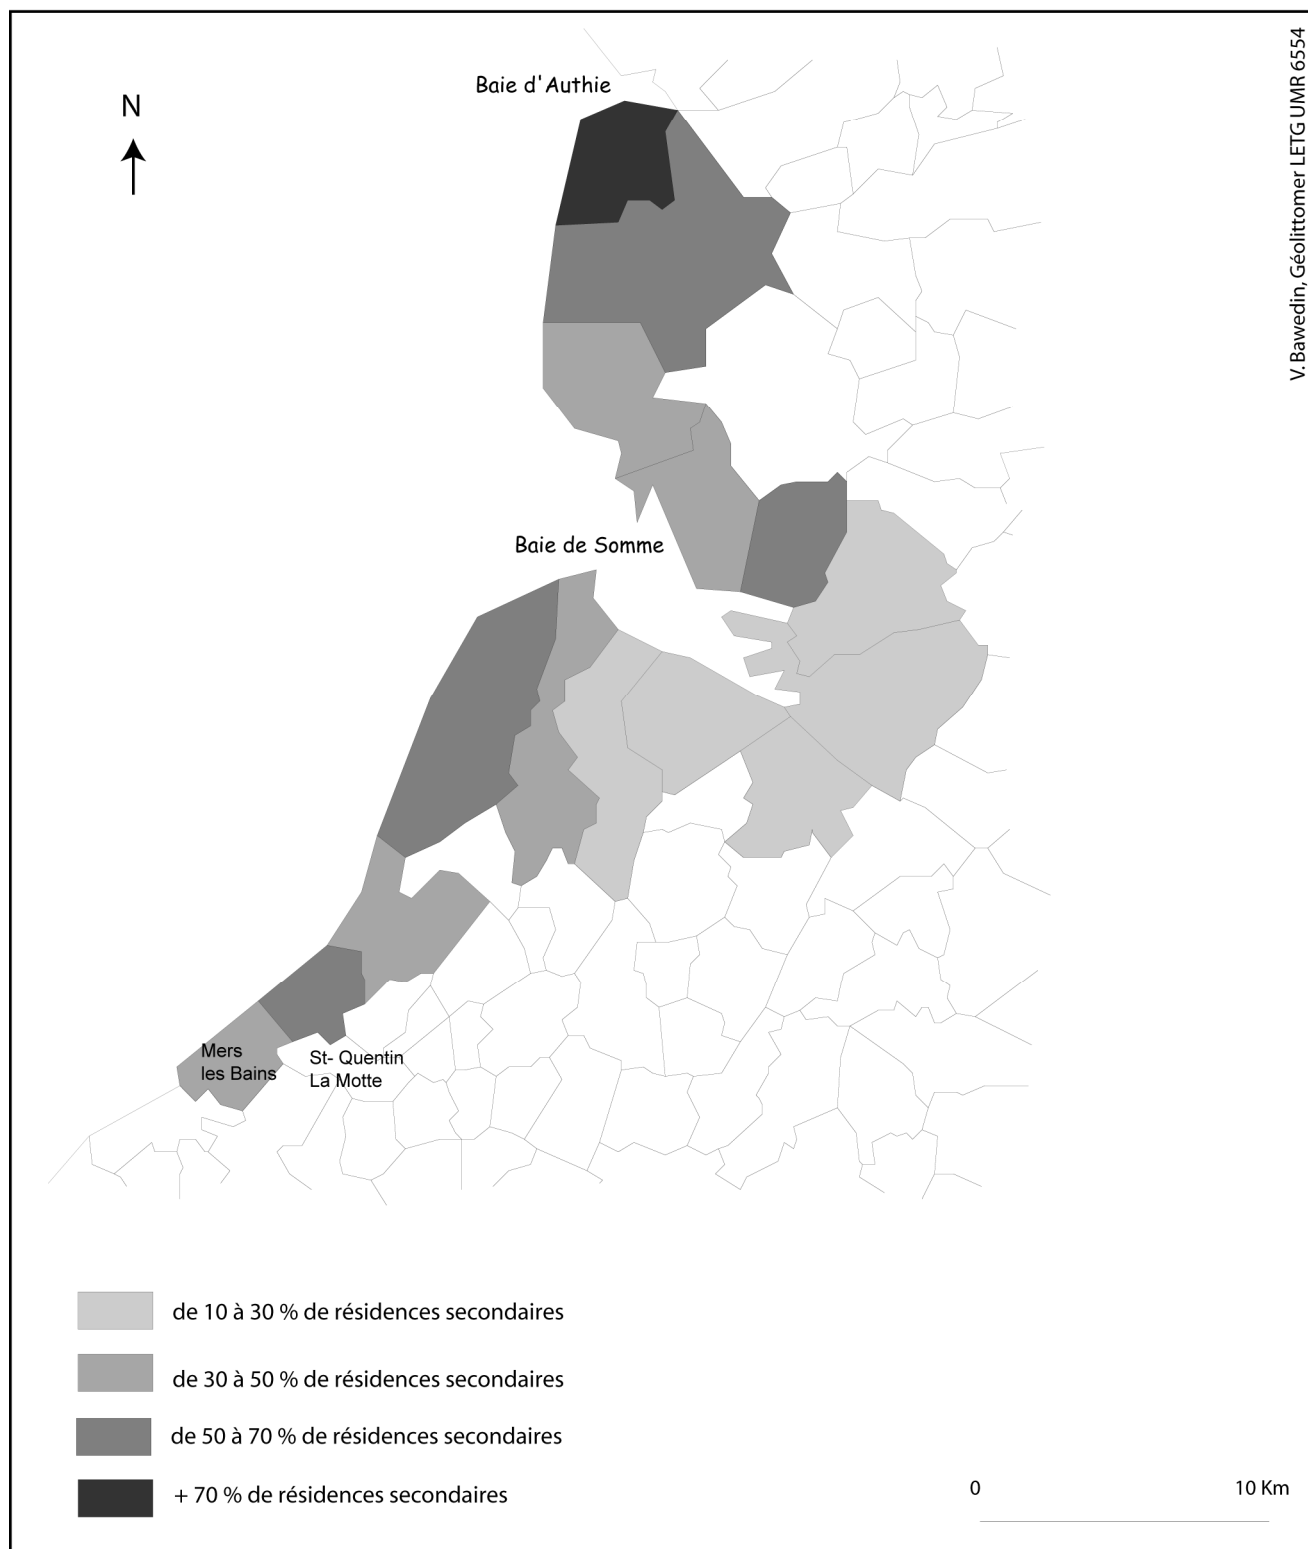 V. Bawedin, Géolittomer LETG UMR 6554
Baie d'Authie
N
Baie de Somme
Mers
les Bains
St- Quentin
La Motte
de 10 à 30 % de résidences secondaires
de 30 à 50 % de résidences secondaires
de 50 à 70 % de résidences secondaires
+ 70 % de résidences secondaires
0 10 Km